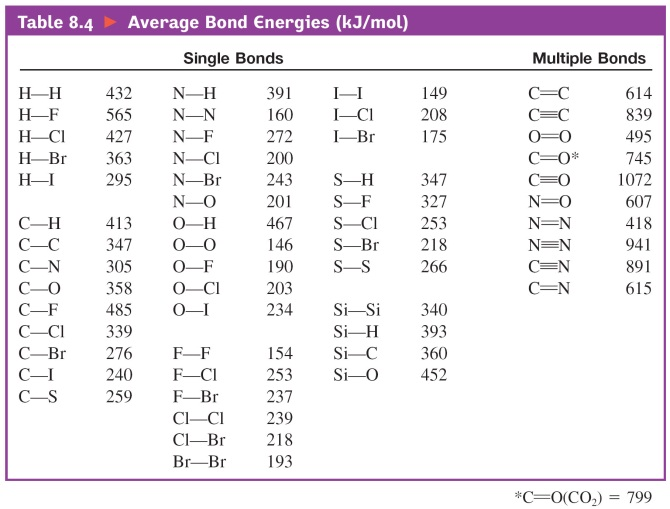 Table 8.4 ▶ Average Bond Energies (kJ/mol)
Single Bonds Multiple Bonds
H—H 432 N—H 391 I—I 149 C=C 614
H—F 565 N—N 160 I—Cl 208 C≡C 839
H—Cl 427 N—F 272 I—Br 175 O=O 495
H—Br 363 N—Cl 200 C=O* 745
H—I 295 N—Br 243 S—H 347 C≡O 1072
N—O 201 S—F 327 N=O 607
C—H 413 O—H 467 S—Cl 253 N=N 418
C—C 347 O—O 146 S—Br 218 N≡N 941
C—N 305 O—F 190 S—S 266 C≡N 891
C—O 358 O—Cl 203 C=N 615
C—F 485 O—I 234 Si—Si 340
C—Cl 339 Si—H 393
C—Br 276 F—F 154 Si—C 360
C—I 240 F—Cl 253 Si—O 452
C—S 259 F—Br 237
Cl—Cl 239
Cl—Br 218
Br—Br 193
*C=O(CO₂) = 799